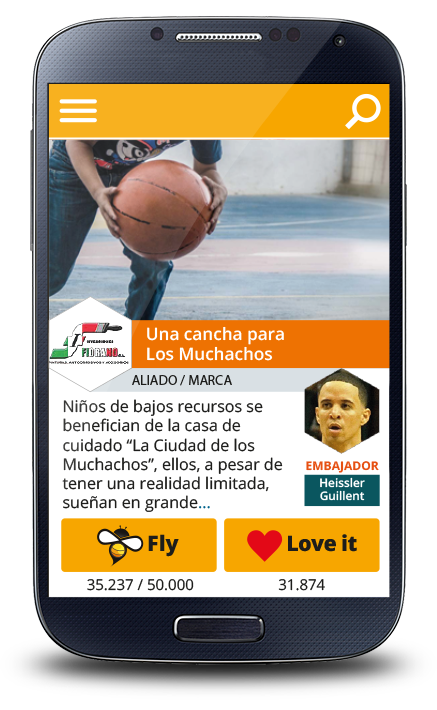 Una cancha para
Los Muchachos
INVERSIONES
FIDRANO C.A.
ALIADO / MARCA
Niños de bajos recursos se
benefician de la casa de
cuidado “La Ciudad de los
Muchachos”, ellos, a pesar de
tener una realidad limitada,
sueñan en grande...
EMBAJADOR
Heissler
Guillent
Fly
Love it
35.237 / 50.000
31.874